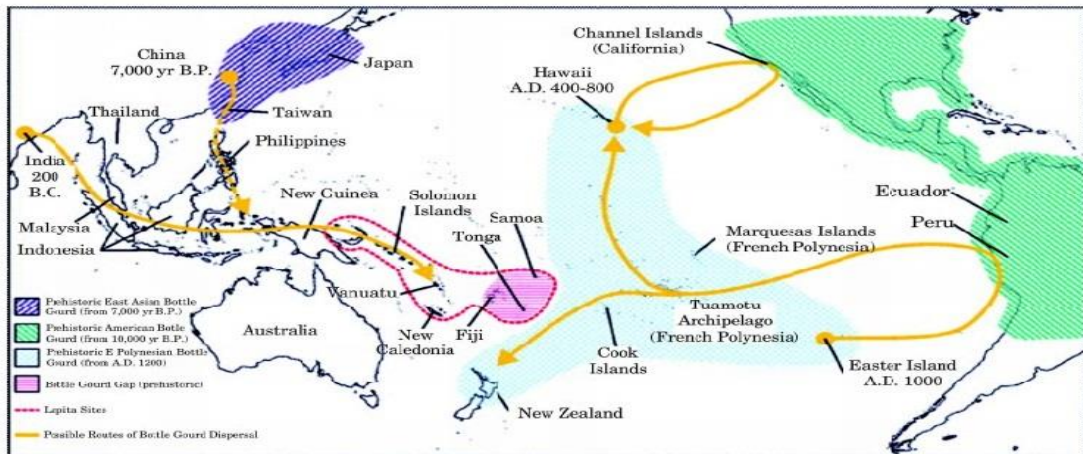 China
7,000 yr B.P.
Japan
Thailand
Taiwan
Philippines
India
200
B.C.
Malaysia
Indonesia
New Guinea
Solomon
Islands
Samoa
Tonga
Vanuatu
New
Caledonia
Fiji
Australia
Channel Islands
(California)
Hawaii
A.D. 400-800
Ecuador
Peru
Marquesas Islands
(French Polynesia)
Tuamotu
Archipelago
(French Polynesia)
Cook
Islands
Easter Island
A.D. 1000
New Zealand
Prehistoric East Asian Bottle
Gourd (from 7,000 yr B.P.)
Prehistoric American Bottle
Gourd (from 10,000 yr B.P.)
Prehistoric E Polynesian Bottle
Gourd (from A.D. 1200)
Bottle Gourd Gap (prehistoric)
Lapita Sites
Possible Routes of Bottle Gourd Dispersal